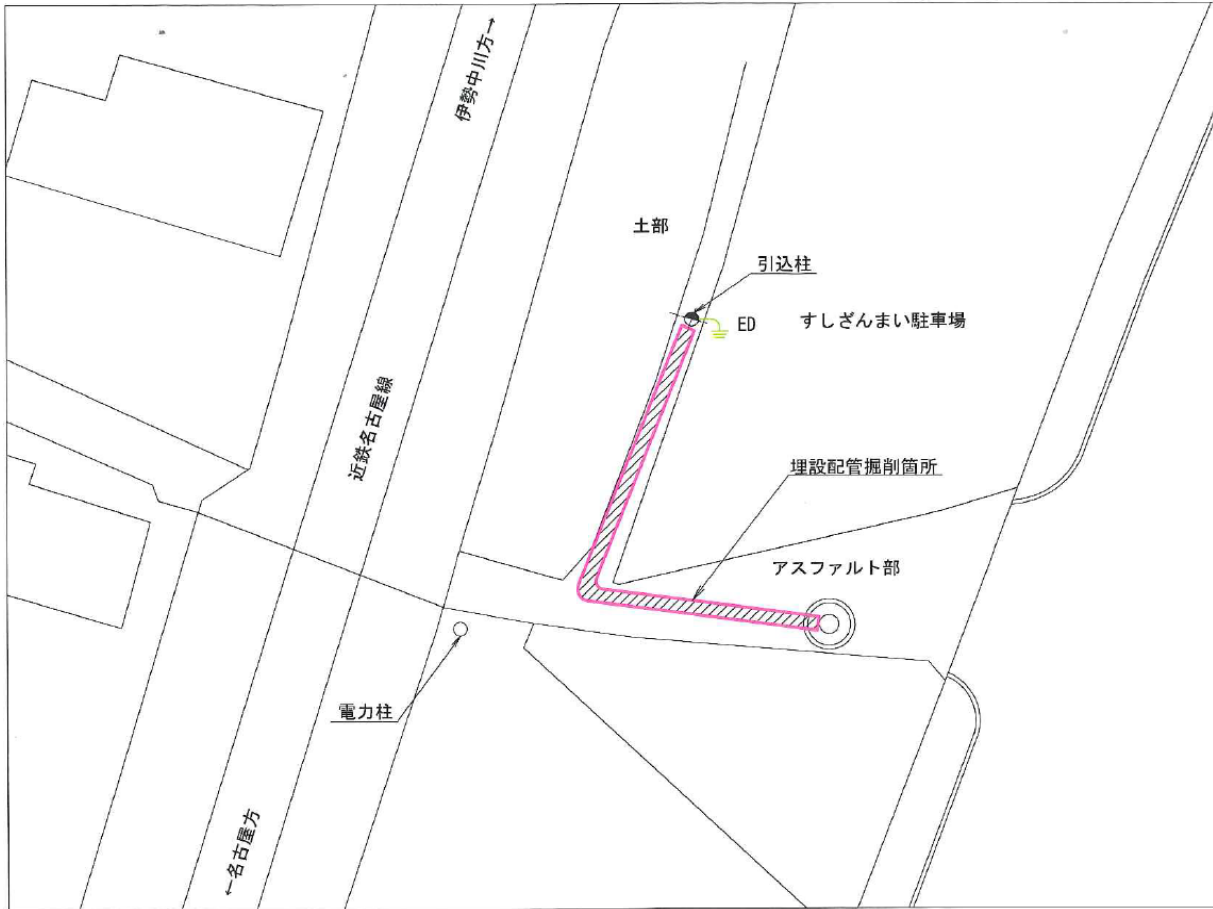 伊勢中川方→
土部
引込柱
ED
すしざんまい駐車場
近鉄名古屋線
埋設配管掘削箇所
アスファルト部
電力柱
←名古屋方